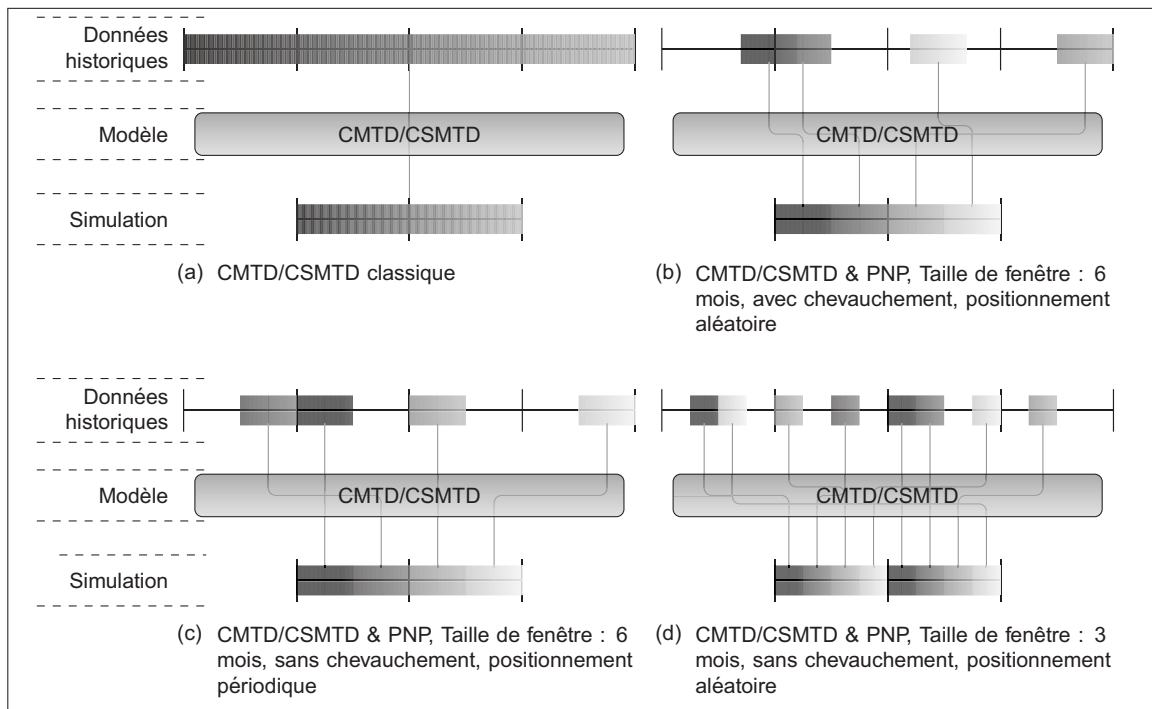 Données
historiques
Modèle
CMTD/CSMTD
CMTD/CSMTD
Simulation
(a) CMTD/CSMTD classique
(b) CMTD/CSMTD & PNP, Taille de fenêtre : 6
mois, avec chevauchement, positionnement
aléatoire
Données
historiques
Modèle
CMTD/CSMTD
CMTD/CSMTD
Simulation
(c) CMTD/CSMTD & PNP, Taille de fenêtre : 6
mois, sans chevauchement, positionnement
périodique
(d) CMTD/CSMTD & PNP, Taille de fenêtre : 3
mois, sans chevauchement, positionnement
aléatoire